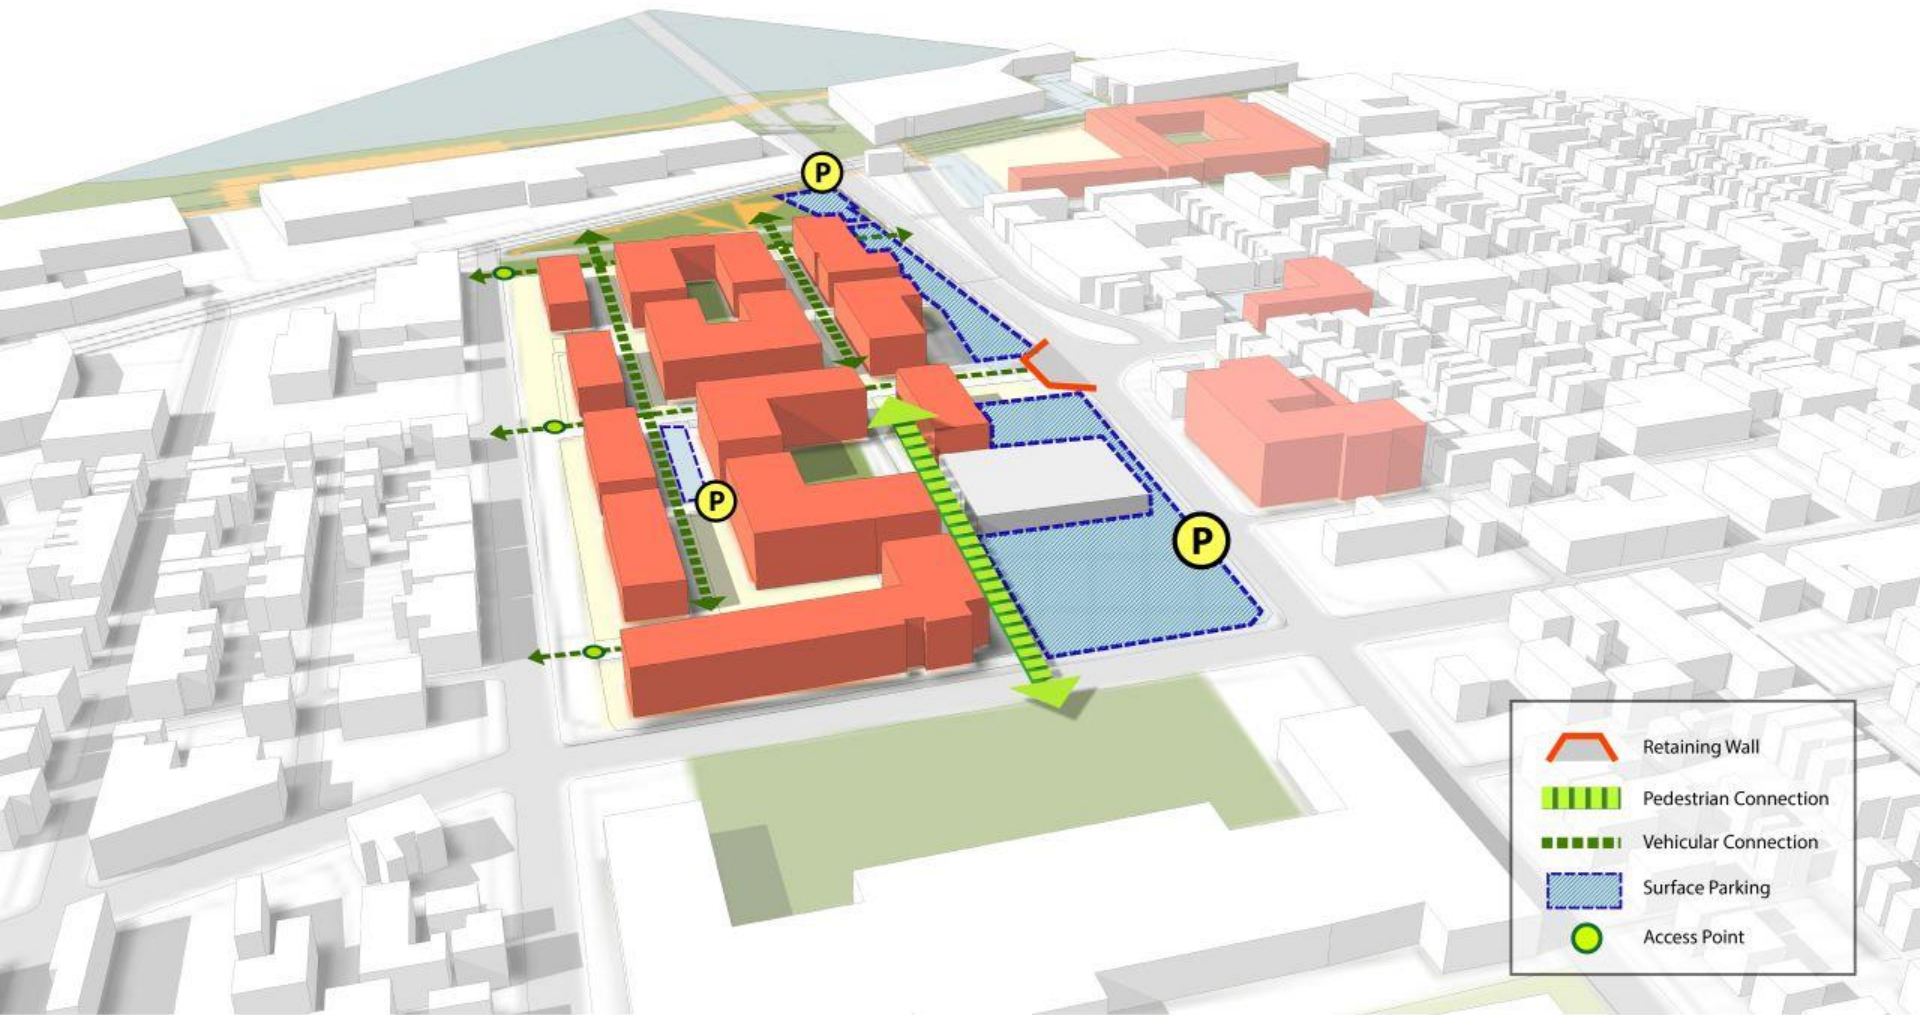 P
P
P
Retaining Wall
Pedestrian Connection
Vehicular Connection
Surface Parking
Access Point